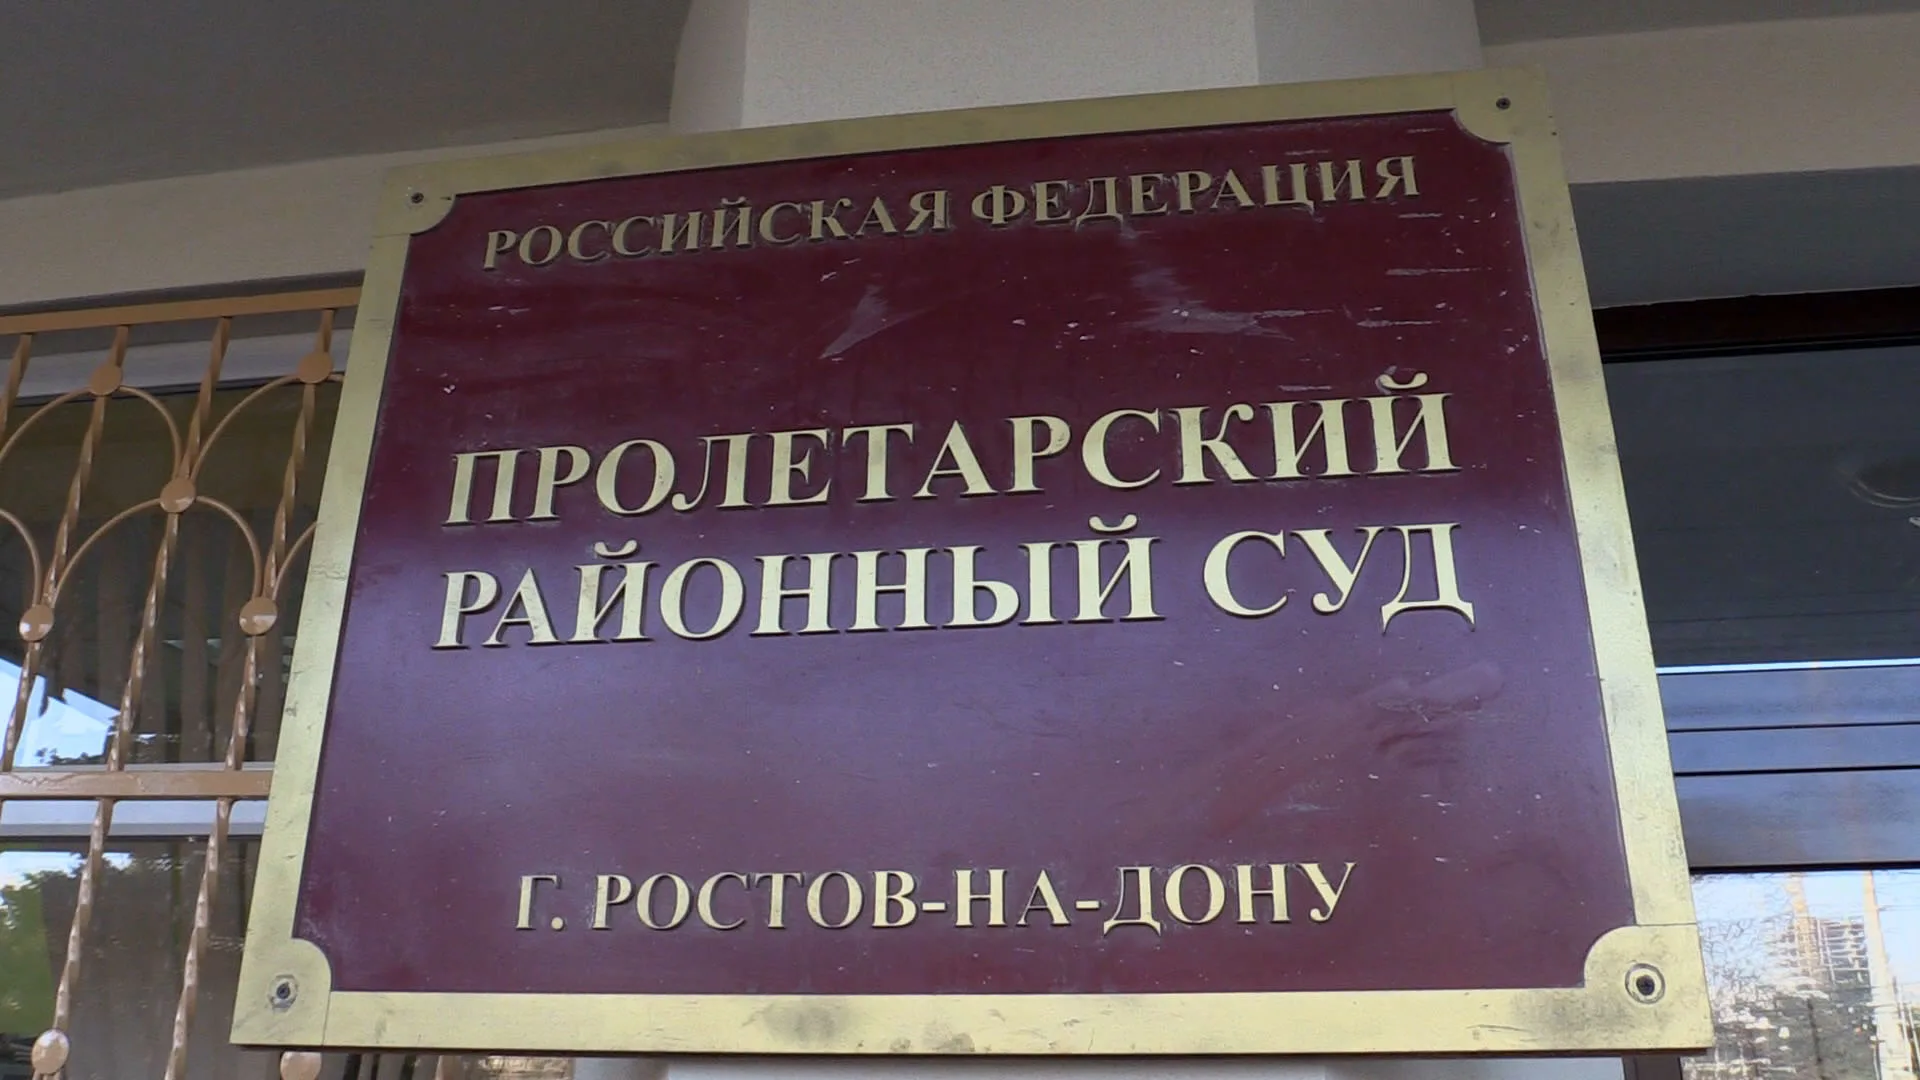 РОССИЙСКАЯ ФЕДЕРАЦИЯ
ПРОЛЕТАРСКИЙ
РАЙОННЫЙ СУД
Г. РОСТОВ-НА-ДОНУ